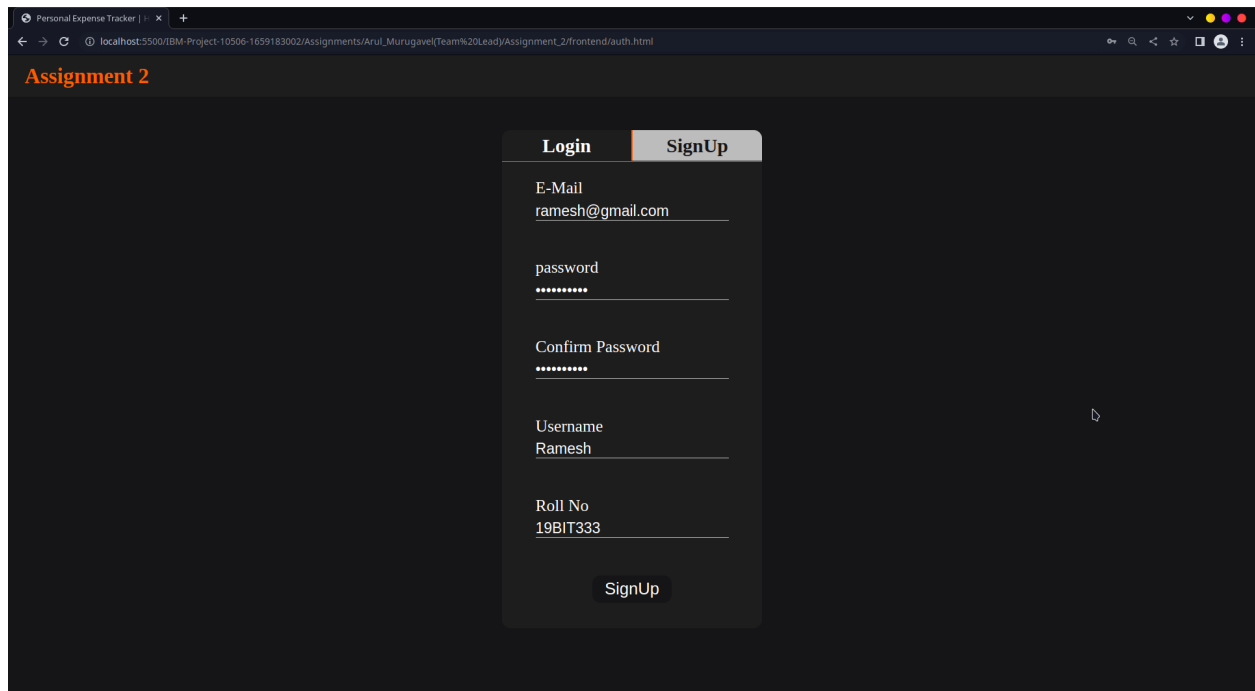 Personal Expense Tracker | H
localhost:5500/IBM-Project-10506-1659183002/Assignments/Arul_Murugavel(Team%20Lead)/Assignment_2/frontend/auth.html
Assignment 2
Login SignUp
E-Mail
ramesh@gmail.com
password
••••••••••
Confirm Password
••••••••••
Username
Ramesh
Roll No
19BIT333
SignUp